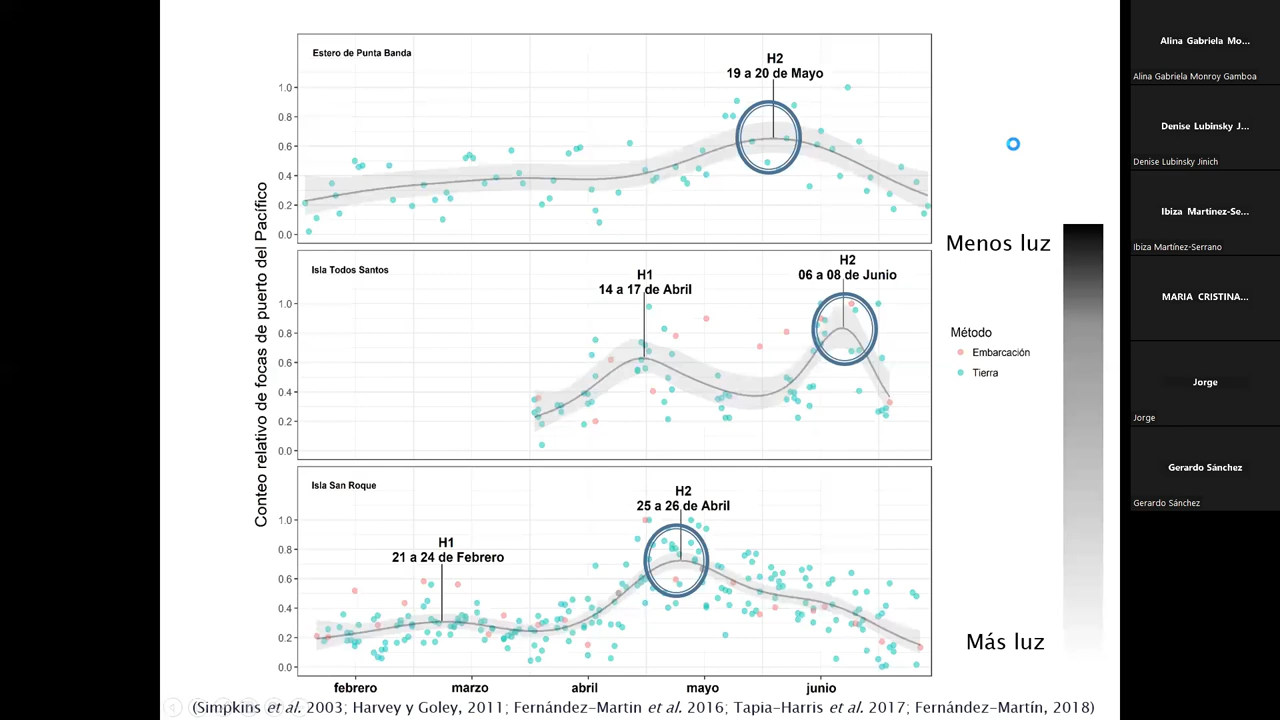 Estero de Punta Banda
H2
19 a 20 de Mayo
1.0
0.8
0.6
0.4
0.2
0.0
Isla Todos Santos
H1
14 a 17 de Abril
H2
06 a 08 de Junio
1.0
0.8
0.6
0.4
0.2
0.0
Isla San Roque
H1
21 a 24 de Febrero
H2
25 a 26 de Abril
1.0
0.8
0.6
0.4
0.2
0.0
Conteo relativo de focas de puerto del Pacífico
febrero marzo abril mayo junio
Menos luz
Método
Embarcación
Tierra
Más luz
(Simpkins et al. 2003; Harvey y Goley, 2011; Fernández-Martin et al. 2016; Tapia-Harris et al. 2017; Fernández-Martín, 2018)
Alina Gabriela Mo...
Alina Gabriela Monroy Gamboa
Denise Lubinsky J...
Denise Lubinsky Jinich
Ibiza Martínez-Se...
Ibiza Martínez-Serrano
MARIA CRISTINA...
Jorge
Jorge
Gerardo Sánchez
Gerardo Sánchez